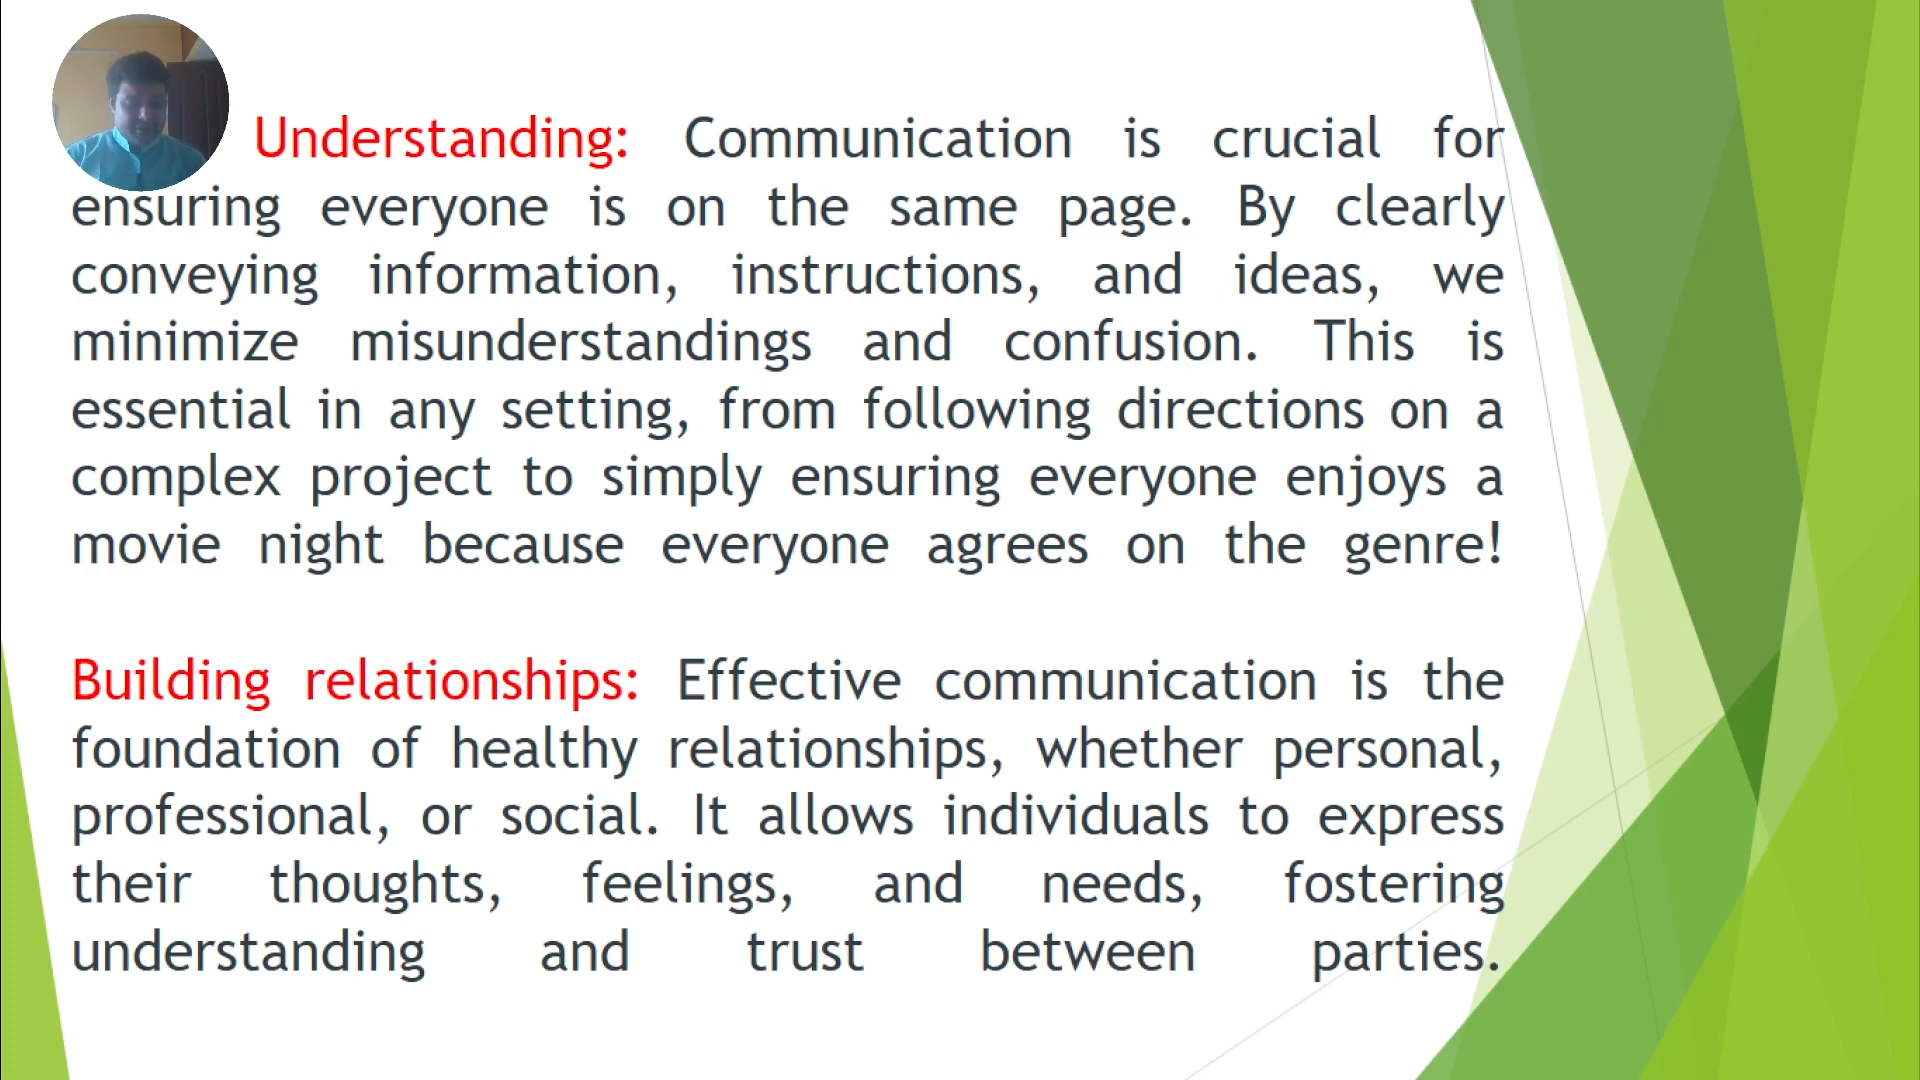 Understanding: Communication is crucial for
ensuring everyone is on the same page. By clearly
conveying information, instructions, and ideas, we
minimize misunderstandings and confusion. This is
essential in any setting, from following directions on a
complex project to simply ensuring everyone enjoys a
movie night because everyone agrees on the genre!
Building relationships: Effective communication is the
foundation of healthy relationships, whether personal,
professional, or social. It allows individuals to express
their thoughts, feelings, and needs, fostering
understanding and trust between parties.